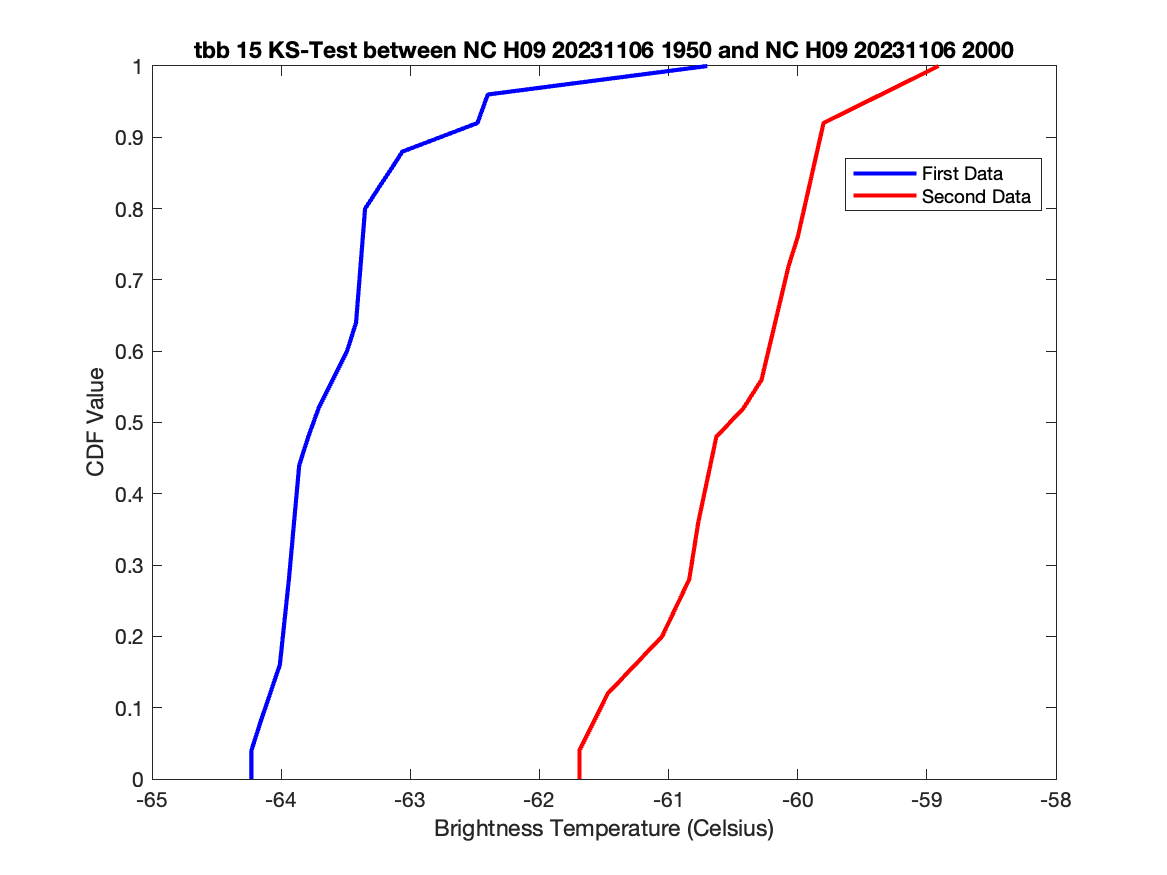 tbb 15 KS-Test between NC H09 20231106 1950 and NC H09 20231106 2000
1
0.9
0.8
0.7
0.6
0.5
0.4
0.3
0.2
0.1
0
CDF Value
First Data
Second Data
-65 -64 -63 -62 -61 -60 -59 -58
Brightness Temperature (Celsius)